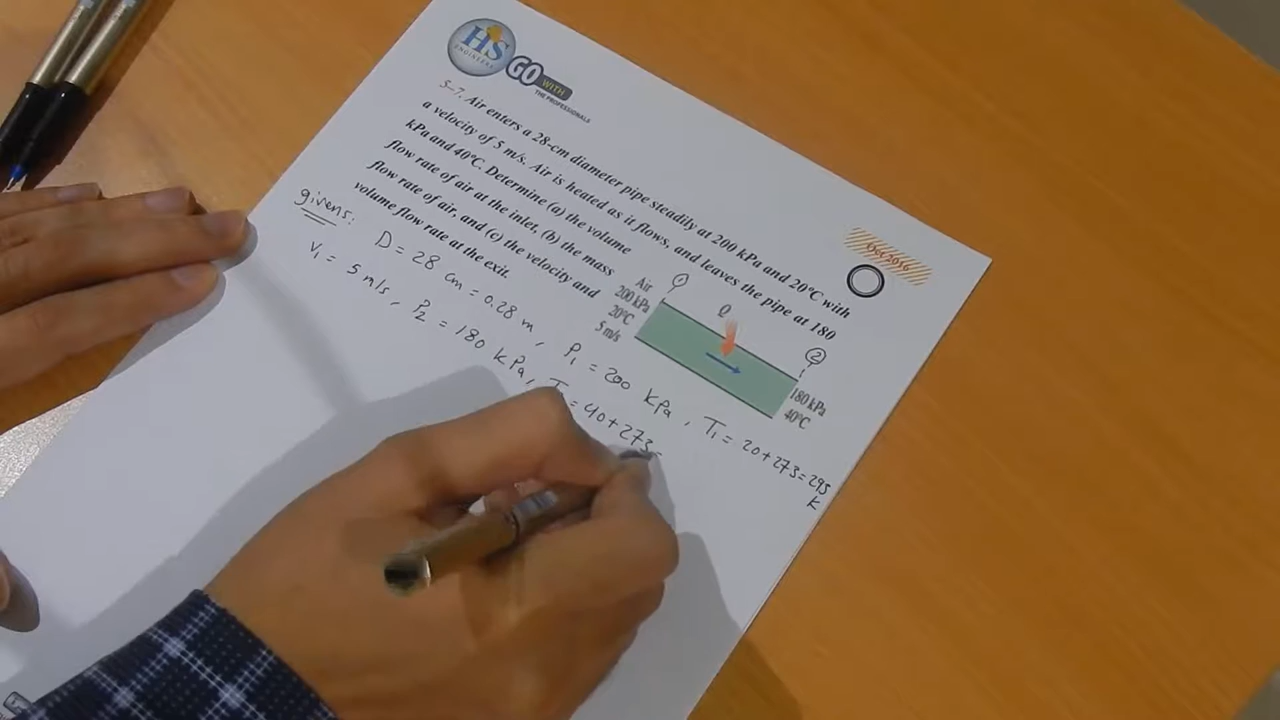 HS
ENGINEERS
GO
WITH
THE PROFESSIONALS
5-7. Air enters a 28-cm diameter pipe steadily at 200 kPa and 20°C with
a velocity of 5 m/s. Air is heated as it flows, and leaves the pipe at 180
kPa and 40°C. Determine (a) the volume
flow rate of air at the inlet, (b) the mass
flow rate of air, and (c) the velocity and
volume flow rate at the exit.
Air
200 kPa
20°C
5 m/s
1
Q
2
180 kPa
40°C
givens:
D = 28 cm = 0.28 m, P1 = 200 kPa, T1 = 20+273=293
K
V1 = 5 m/s, P2 = 180 kPa, = 40+273=